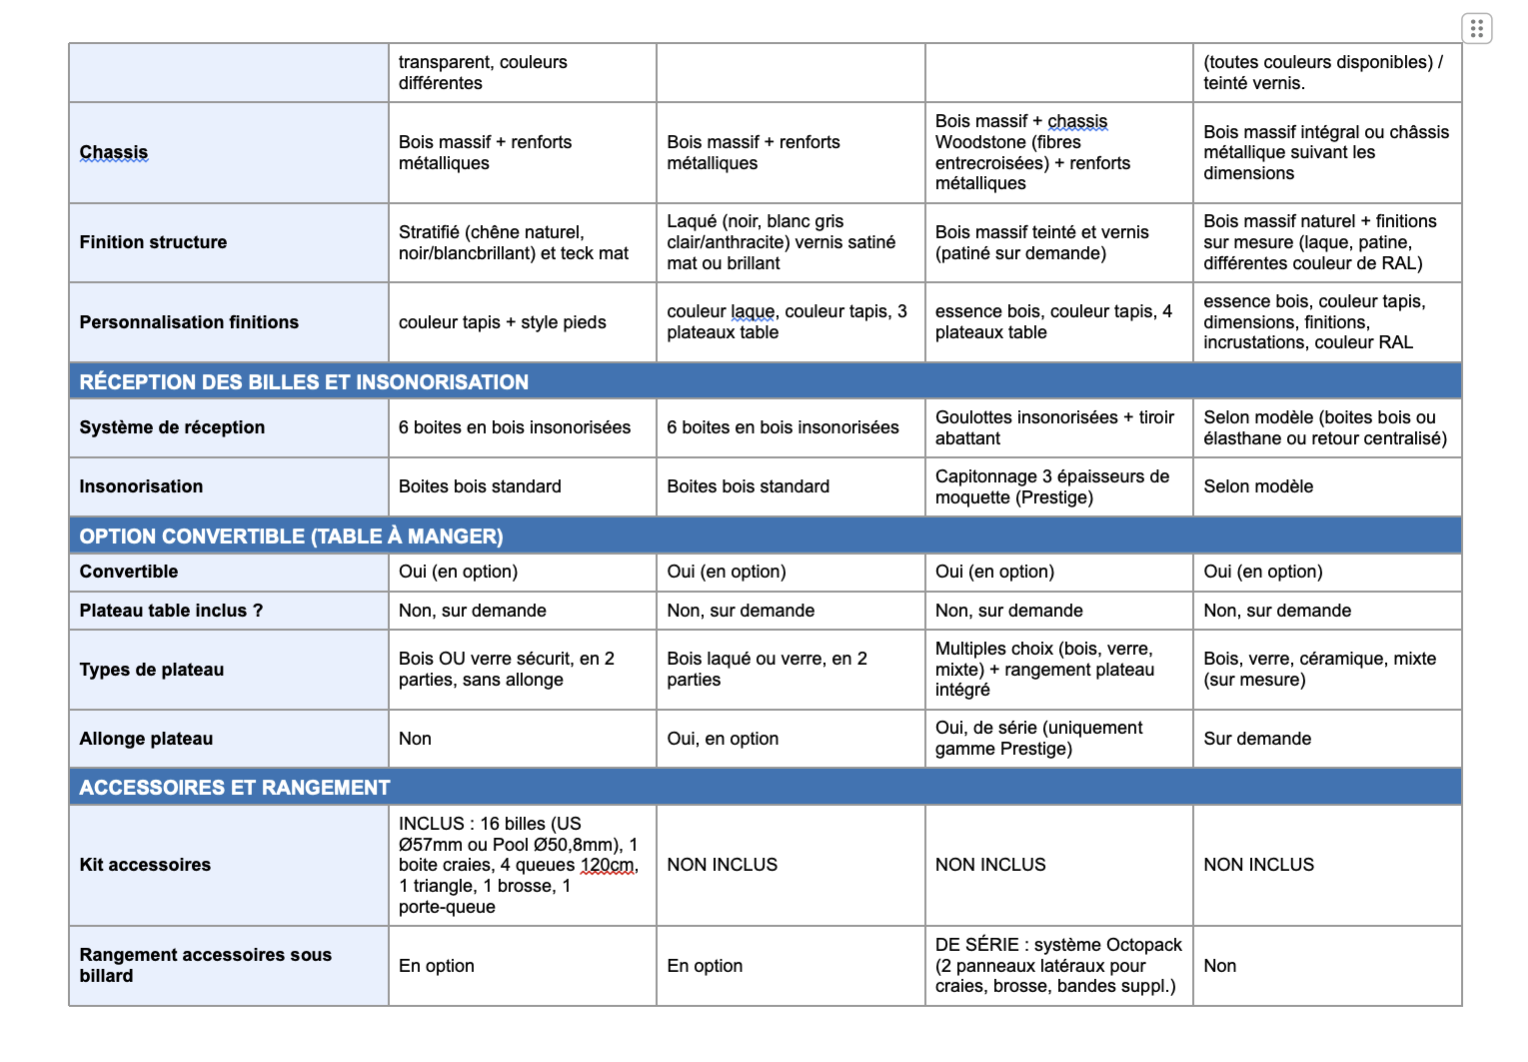 transparent, couleurs
différentes
(toutes couleurs disponibles) /
teinté vernis.
Chassis
Bois massif + renforts
métalliques
Bois massif + renforts
métalliques
Bois massif + chassis
Woodstone (fibres
entrecroisées) + renforts
métalliques
Bois massif intégral ou châssis
métallique suivant les
dimensions
Finition structure
Stratifié (chêne naturel,
noir/blancbrillant) et teck mat
Laqué (noir, blanc gris
clair/anthracite) vernis satiné
mat ou brillant
Bois massif teinté et vernis
(patiné sur demande)
Bois massif naturel + finitions
sur mesure (laque, patine,
différentes couleur de RAL)
Personnalisation finitions
couleur tapis + style pieds
couleur laque, couleur tapis, 3
plateaux table
essence bois, couleur tapis, 4
plateaux table
essence bois, couleur tapis,
dimensions, finitions,
incrustations, couleur RAL
RÉCEPTION DES BILLES ET INSONORISATION
Système de réception
6 boites en bois insonorisées
6 boites en bois insonorisées
Goulottes insonorisées + tiroir
abattant
Selon modèle (boites bois ou
élasthane ou retour centralisé)
Insonorisation
Boites bois standard
Boites bois standard
Capitonnage 3 épaisseurs de
moquette (Prestige)
Selon modèle
OPTION CONVERTIBLE (TABLE À MANGER)
Convertible
Oui (en option)
Oui (en option)
Oui (en option)
Oui (en option)
Plateau table inclus ?
Non, sur demande
Non, sur demande
Non, sur demande
Non, sur demande
Types de plateau
Bois OU verre sécurit, en 2
parties, sans allonge
Bois laqué ou verre, en 2
parties
Multiples choix (bois, verre,
mixte) + rangement plateau
intégré
Bois, verre, céramique, mixte
(sur mesure)
Allonge plateau
Non
Oui, en option
Oui, de série (uniquement
gamme Prestige)
Sur demande
ACCESSOIRES ET RANGEMENT
Kit accessoires
INCLUS : 16 billes (US
Ø57mm ou Pool Ø50,8mm), 1
boite craies, 4 queues 120cm,
1 triangle, 1 brosse, 1
porte-queue
NON INCLUS
NON INCLUS
NON INCLUS
Rangement accessoires sous
billard
En option
En option
DE SÉRIE : système Octopack
(2 panneaux latéraux pour
craies, brosse, bandes suppl.)
Non